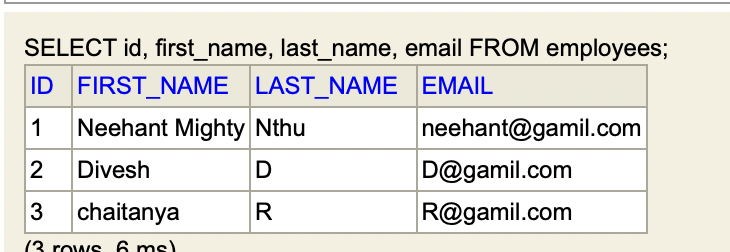 SELECT id, first_name, last_name, email FROM employees;
ID FIRST_NAME LAST_NAME EMAIL
1 Neehant Mighty Nthu neehant@gamil.com
2 Divesh D D@gamil.com
3 chaitanya R R@gamil.com
(3 rows, 6 ms)